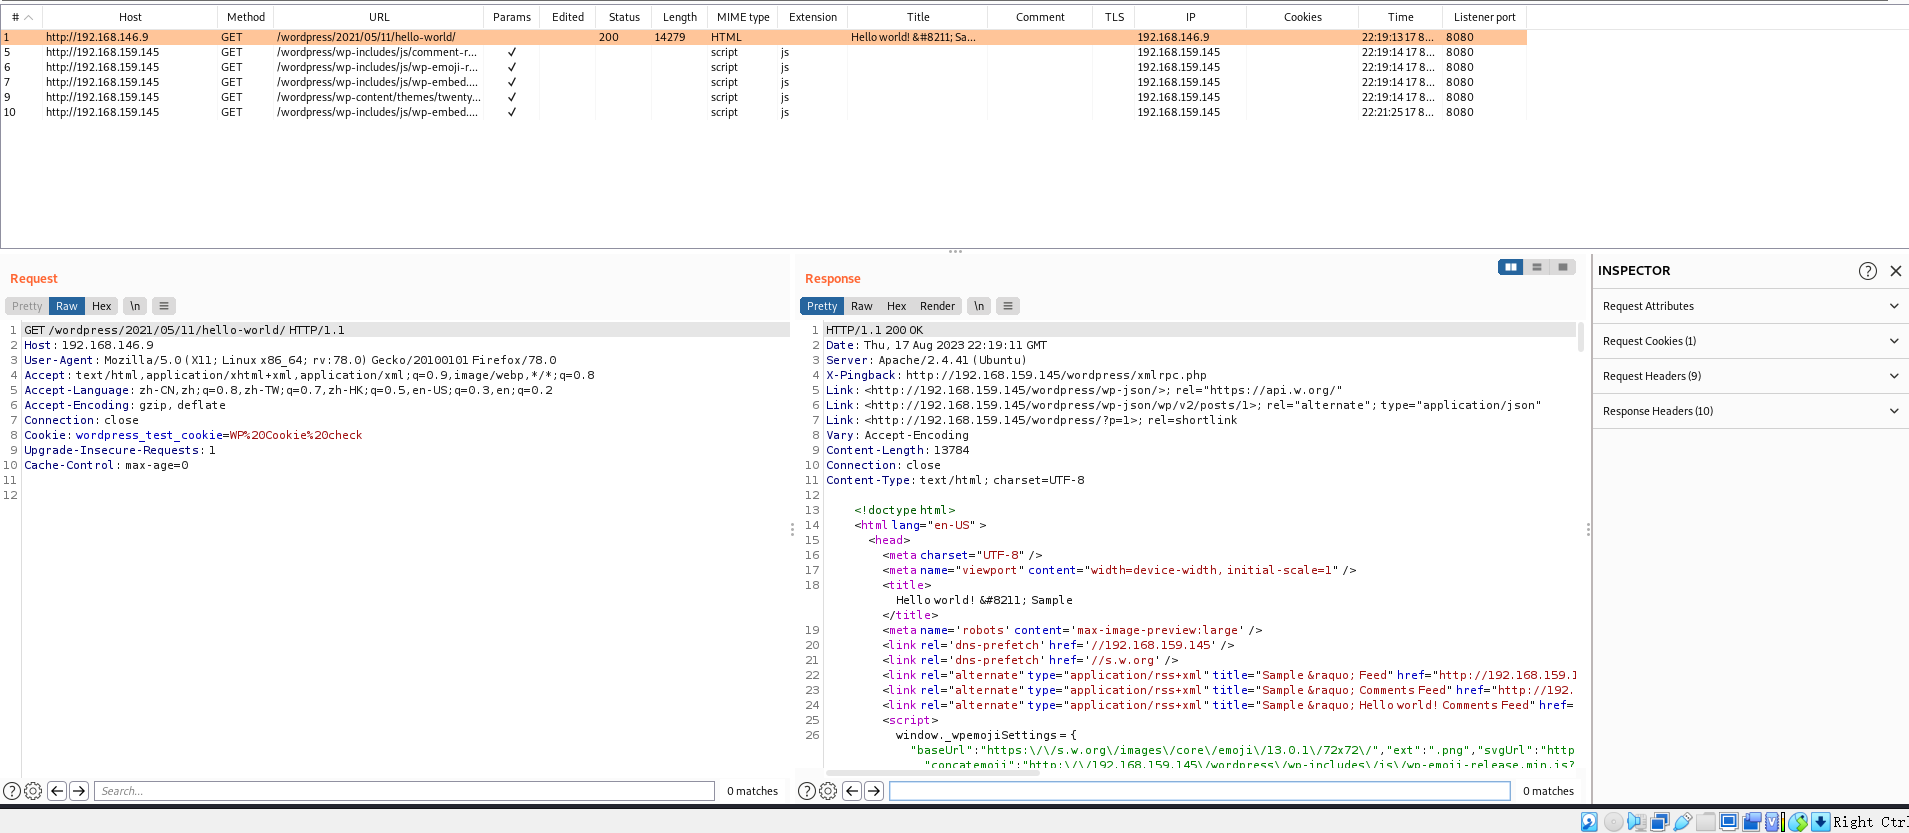 # Host Method URL Params Edited Status Length MIME type Extension Title Comment TLS IP Cookies Time Listener port
1 http://192.168.146.9 GET /wordpress/2021/05/11/hello-world/ 200 14279 HTML Hello world! &#8211; Sa... 192.168.146.9 22:19:13 17 8... 8080
5 http://192.168.159.145 GET /wordpress/wp-includes/js/comment-r... ✓ script js 192.168.159.145 22:19:14 17 8... 8080
6 http://192.168.159.145 GET /wordpress/wp-includes/js/wp-emoji-r... ✓ script js 192.168.159.145 22:19:14 17 8... 8080
7 http://192.168.159.145 GET /wordpress/wp-includes/js/wp-embed.... ✓ script js 192.168.159.145 22:19:14 17 8... 8080
9 http://192.168.159.145 GET /wordpress/wp-content/themes/twenty... ✓ script js 192.168.159.145 22:19:14 17 8... 8080
10 http://192.168.159.145 GET /wordpress/wp-includes/js/wp-embed.... ✓ script js 192.168.159.145 22:21:25 17 8... 8080
Request
Pretty Raw Hex \n
1 GET /wordpress/2021/05/11/hello-world/ HTTP/1.1
2 Host: 192.168.146.9
3 User-Agent: Mozilla/5.0 (X11; Linux x86_64; rv:78.0) Gecko/20100101 Firefox/78.0
4 Accept: text/html,application/xhtml+xml,application/xml;q=0.9,image/webp,*/*;q=0.8
5 Accept-Language: zh-CN,zh;q=0.8,zh-TW;q=0.7,zh-HK;q=0.5,en-US;q=0.3,en;q=0.2
6 Accept-Encoding: gzip, deflate
7 Connection: close
8 Cookie: wordpress_test_cookie=WP%20Cookie%20check
9 Upgrade-Insecure-Requests: 1
10 Cache-Control: max-age=0
11
12
Search...
0 matches
Response
Pretty Raw Hex Render \n
1 HTTP/1.1 200 OK
2 Date: Thu, 17 Aug 2023 22:19:11 GMT
3 Server: Apache/2.4.41 (Ubuntu)
4 X-Pingback: http://192.168.159.145/wordpress/xmlrpc.php
5 Link: <http://192.168.159.145/wordpress/wp-json/>; rel="https://api.w.org/"
6 Link: <http://192.168.159.145/wordpress/wp-json/wp/v2/posts/1>; rel="alternate"; type="application/json"
7 Link: <http://192.168.159.145/wordpress/?p=1>; rel=shortlink
8 Vary: Accept-Encoding
9 Content-Length: 13784
10 Connection: close
11 Content-Type: text/html; charset=UTF-8
12
13 <!doctype html>
14 <html lang="en-US" >
15 <head>
16 <meta charset="UTF-8" />
17 <meta name="viewport" content="width=device-width, initial-scale=1" />
18 <title>
Hello world! &#8211; Sample
</title>
19 <meta name='robots' content='max-image-preview:large' />
20 <link rel='dns-prefetch' href='//192.168.159.145' />
21 <link rel='dns-prefetch' href='//s.w.org' />
22 <link rel="alternate" type="application/rss+xml" title="Sample &raquo; Feed" href="http://192.168.159.1
23 <link rel="alternate" type="application/rss+xml" title="Sample &raquo; Comments Feed" href="http://192.
24 <link rel="alternate" type="application/rss+xml" title="Sample &raquo; Hello world! Comments Feed" href=
25 <script>
26 window._wpemojiSettings = {
"baseUrl":"https:\/\/s.w.org\/images\/core\/emoji\/13.0.1\/72x72\/","ext":".png","svgUrl":"http
"concatemoji":"http:\/\/192.168.159.145\/wordpress\/wp-includes\/js\/wp-emoji-release.min.js?
0 matches
INSPECTOR
Request Attributes
Request Cookies (1)
Request Headers (9)
Response Headers (10)
Right Ctrl